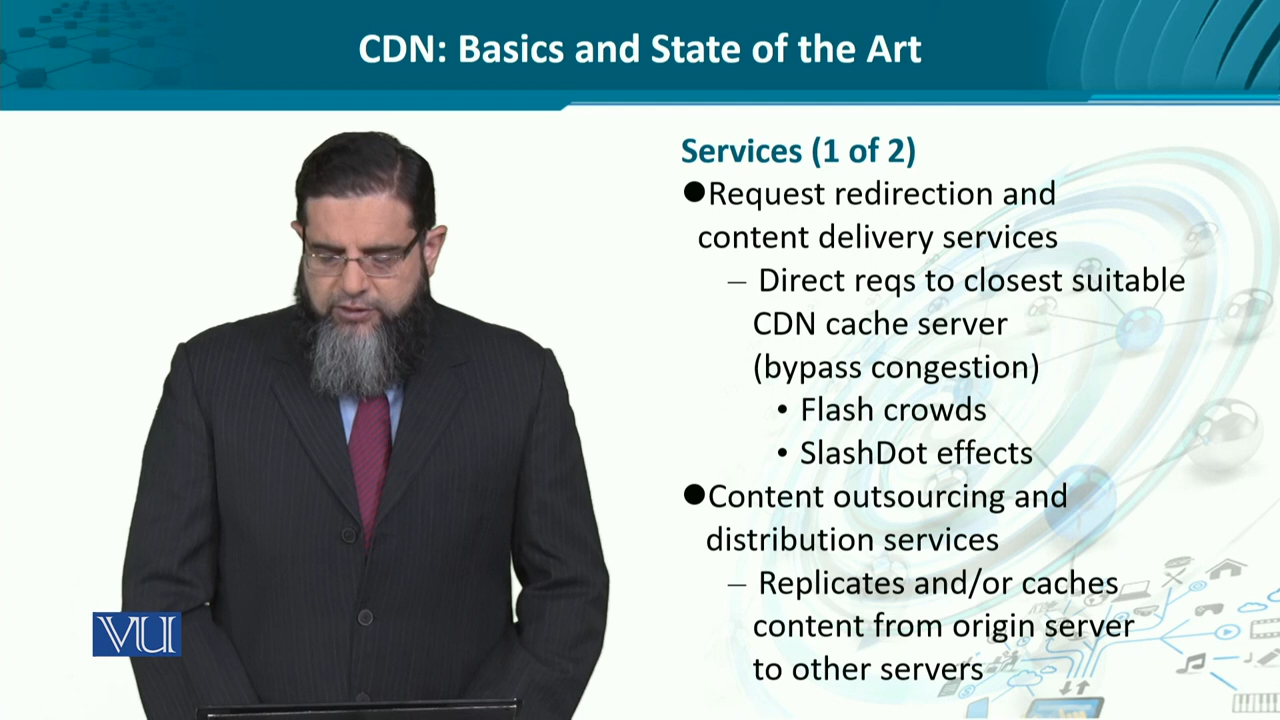 CDN: Basics and State of the Art
Services (1 of 2)
●Request redirection and
content delivery services
– Direct reqs to closest suitable
CDN cache server
(bypass congestion)
• Flash crowds
• SlashDot effects
●Content outsourcing and
distribution services
– Replicates and/or caches
content from origin server
to other servers
VU